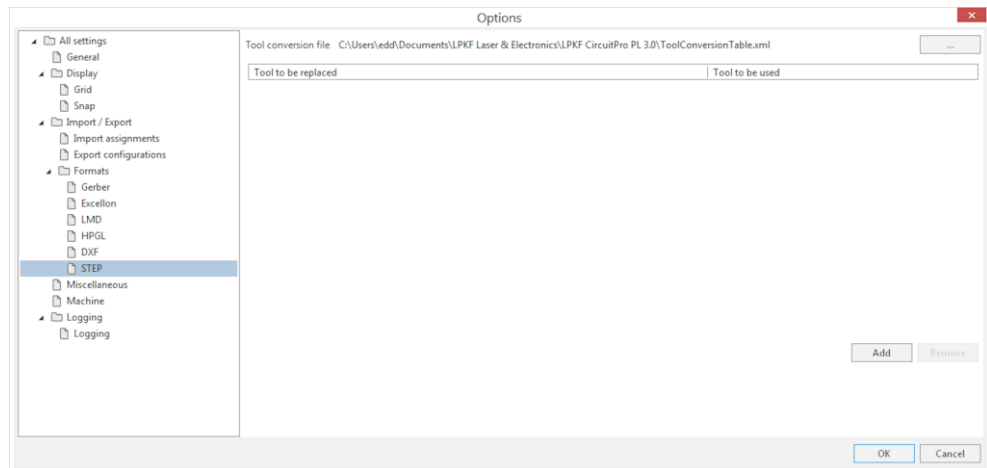 Options
All settings
General
Display
Grid
Snap
Import / Export
Import assignments
Export configurations
Formats
Gerber
Excellon
LMD
HPGL
DXF
STEP
Miscellaneous
Machine
Logging
Logging
Tool conversion file C:\Users\edd\Documents\LPKF Laser & Electronics\LPKF CircuitPro PL 3.0\ToolConversionTable.xml ...
Tool to be replaced Tool to be used
Add Remove
OK Cancel